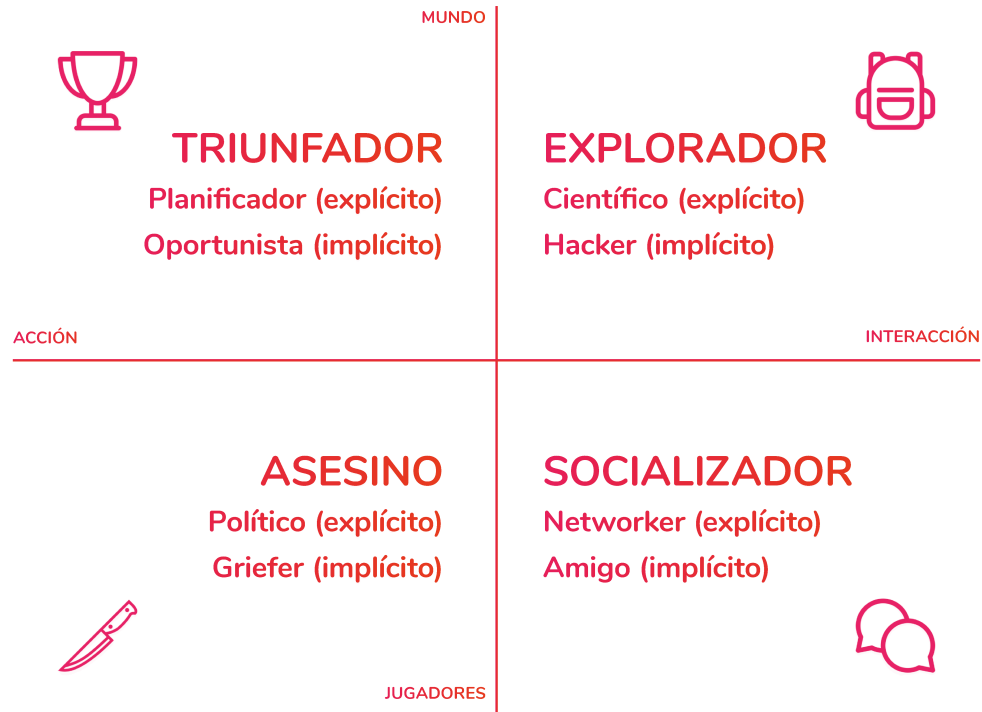 MUNDO
TRIUNFADOR
Planificador (explícito)
Oportunista (implícito)
EXPLORADOR
Científico (explícito)
Hacker (implícito)
ACCIÓN
INTERACCIÓN
ASESINO
Político (explícito)
Griefer (implícito)
SOCIALIZADOR
Networker (explícito)
Amigo (implícito)
JUGADORES